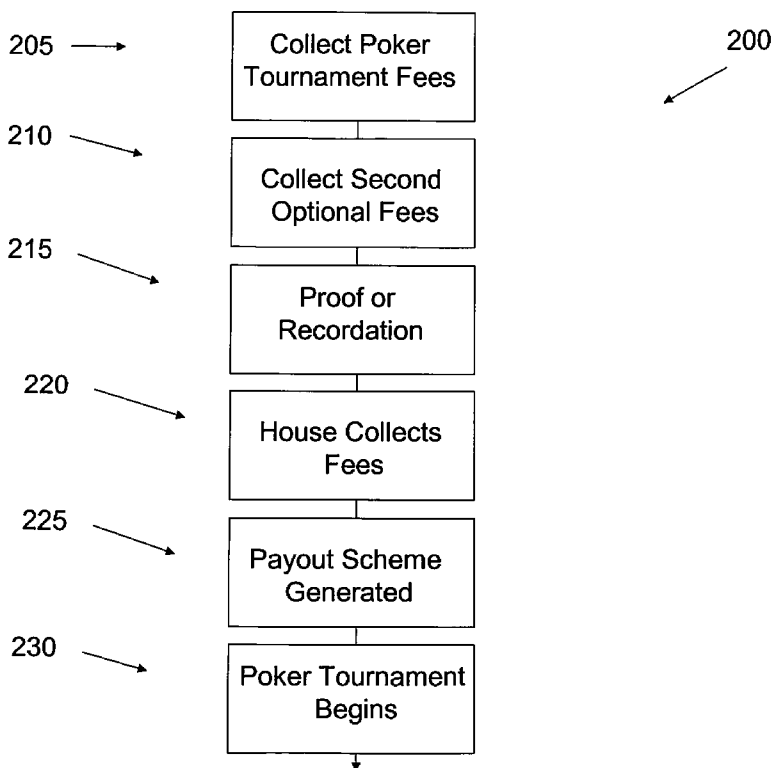 205
Collect Poker
Tournament Fees
200
210
Collect Second
Optional Fees
215
Proof or
Recordation
220
House Collects
Fees
225
Payout Scheme
Generated
230
Poker Tournament
Begins